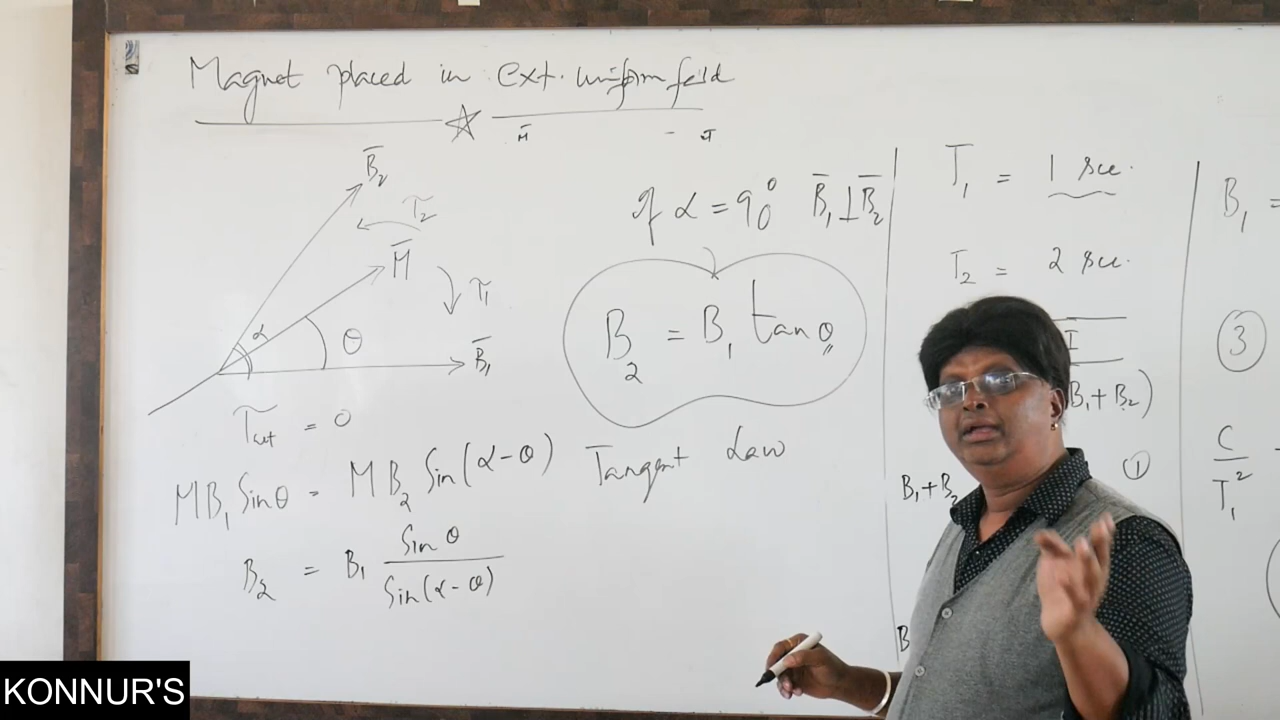 Magnet placed in ext. uniform field
M̄
B̄₂
τ₂
M̄
τ₁
α
θ
B̄₁
τnet = 0
MB₁ Sinθ = MB₂ Sin(α-θ)
B₂ = B₁ Sinθ / Sin(α-θ)
If α = 90° B̄₁ ⊥ B̄₂
B₂ = B₁ tanθ
Tangent Law
T₁ = 1 sec.
T₂ = 2 sec.
I
B₁ + B₂)
①
B₁ + B₂
B
B₁ =
③
C / T₁²
KONNUR'S